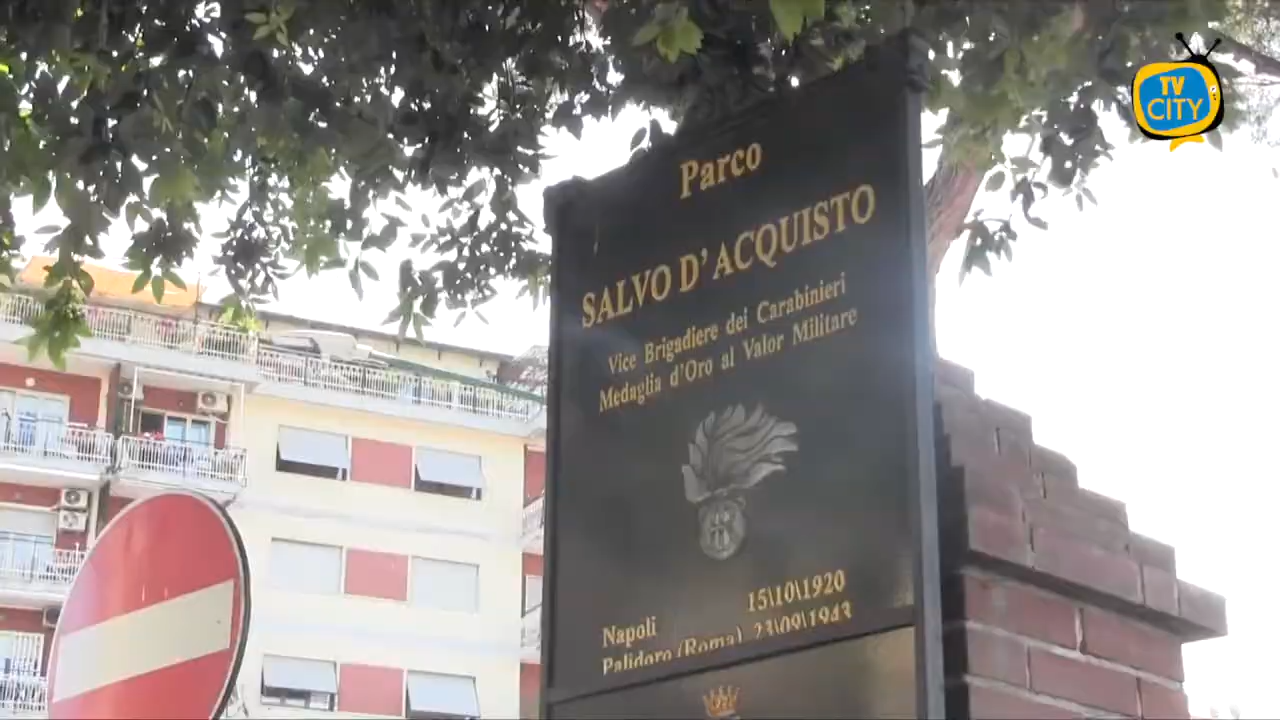 TV
CITY
Parco
SALVO D'ACQUISTO
Vice Brigadiere dei Carabinieri
Medaglia d'Oro al Valor Militare
Napoli 15\10\1920
Palidoro (Roma) 23\09\1943